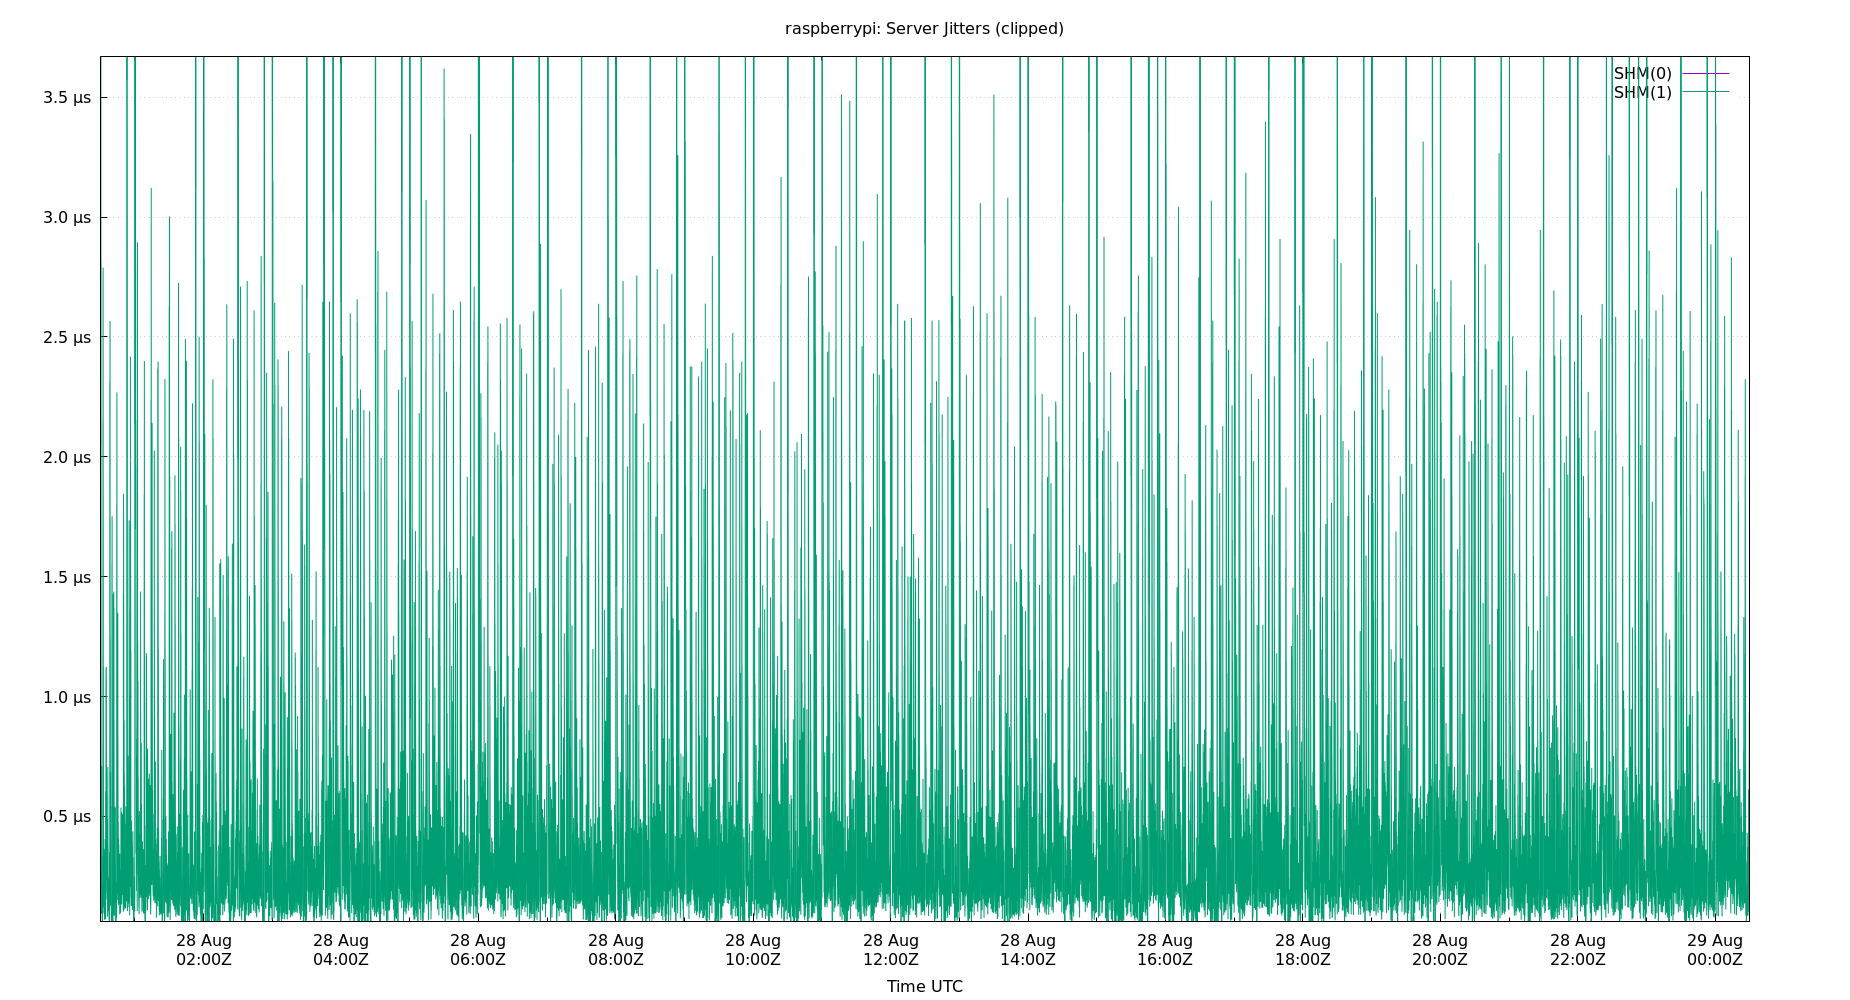 raspberrypi: Server Jitters (clipped)
SHM(0)
SHM(1)
3.5 µs
3.0 µs
2.5 µs
2.0 µs
1.5 µs
1.0 µs
0.5 µs
28 Aug 28 Aug 28 Aug 28 Aug 28 Aug 28 Aug 28 Aug 28 Aug 28 Aug 28 Aug 28 Aug 29 Aug
02:00Z 04:00Z 06:00Z 08:00Z 10:00Z 12:00Z 14:00Z 16:00Z 18:00Z 20:00Z 22:00Z 00:00Z
Time UTC